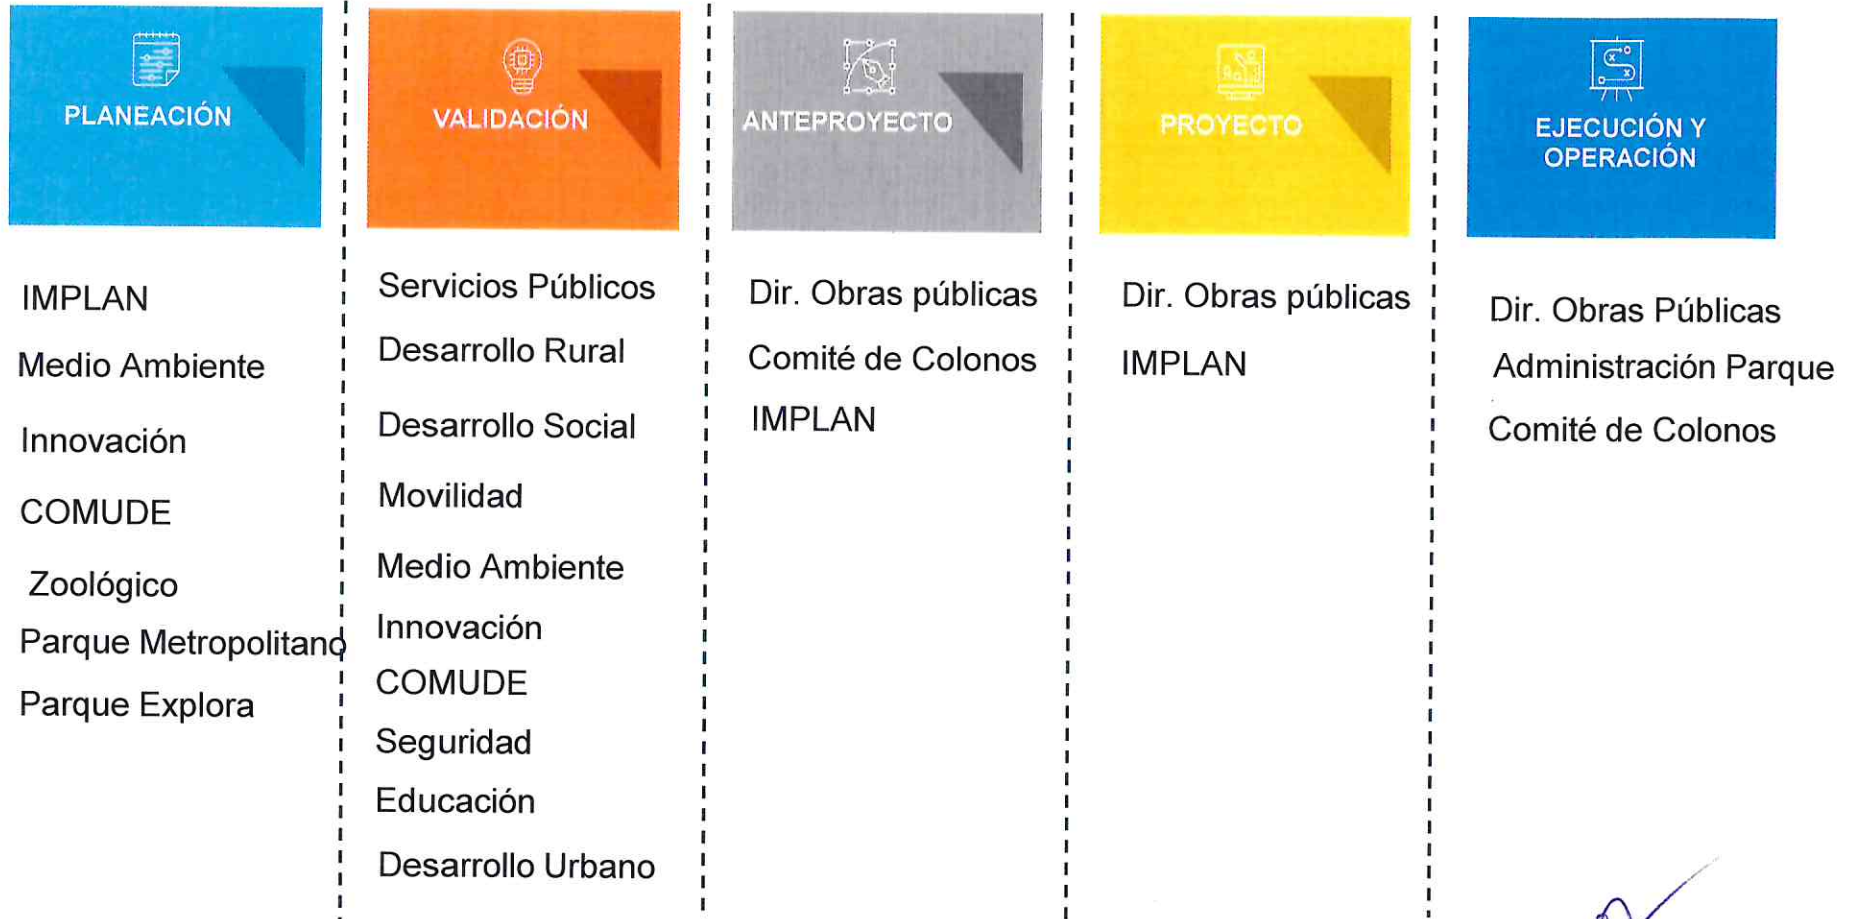 PLANEACIÓN
IMPLAN
Medio Ambiente
Innovación
COMUDE
Zoológico
Parque Metropolitano
Parque Explora
VALIDACIÓN
Servicios Públicos
Desarrollo Rural
Desarrollo Social
Movilidad
Medio Ambiente
Innovación
COMUDE
Seguridad
Educación
Desarrollo Urbano
ANTEPROYECTO
Dir. Obras públicas
Comité de Colonos
IMPLAN
PROYECTO
Dir. Obras públicas
IMPLAN
EJECUCIÓN Y
OPERACIÓN
Dir. Obras Públicas
Administración Parque
Comité de Colonos